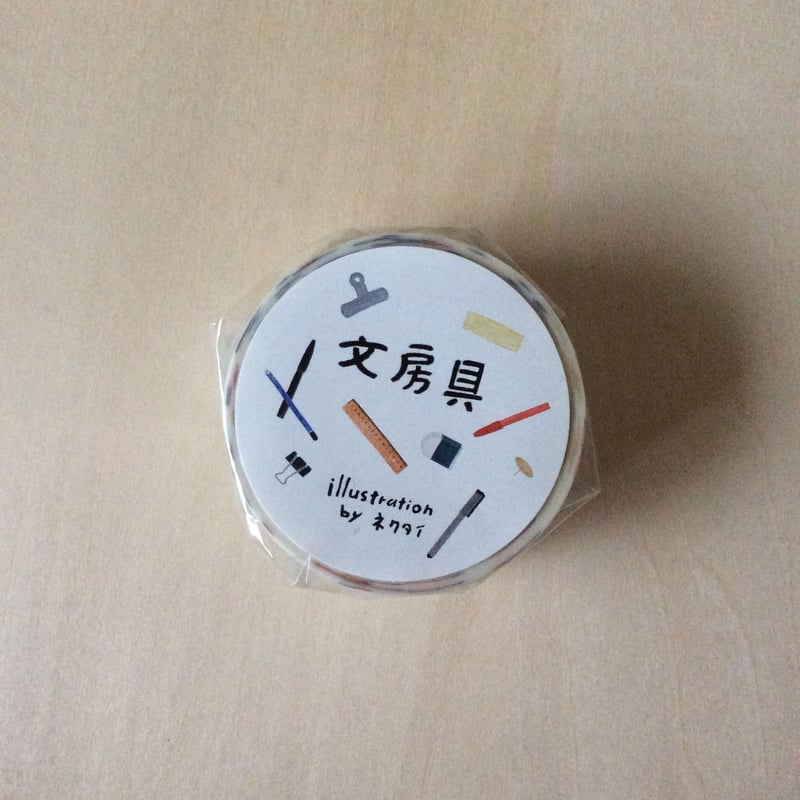 文房具
illustration
by ネクタイ